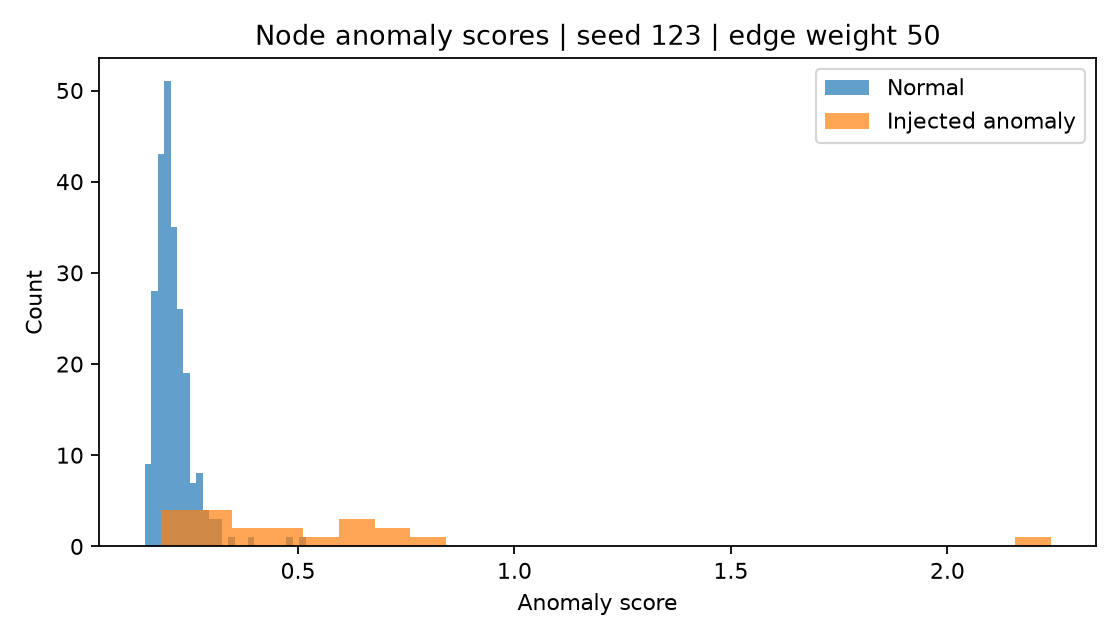 Node anomaly scores | seed 123 | edge weight 50
Normal
Injected anomaly
50
40
30
20
10
0
Count
0.5 1.0 1.5 2.0
Anomaly score